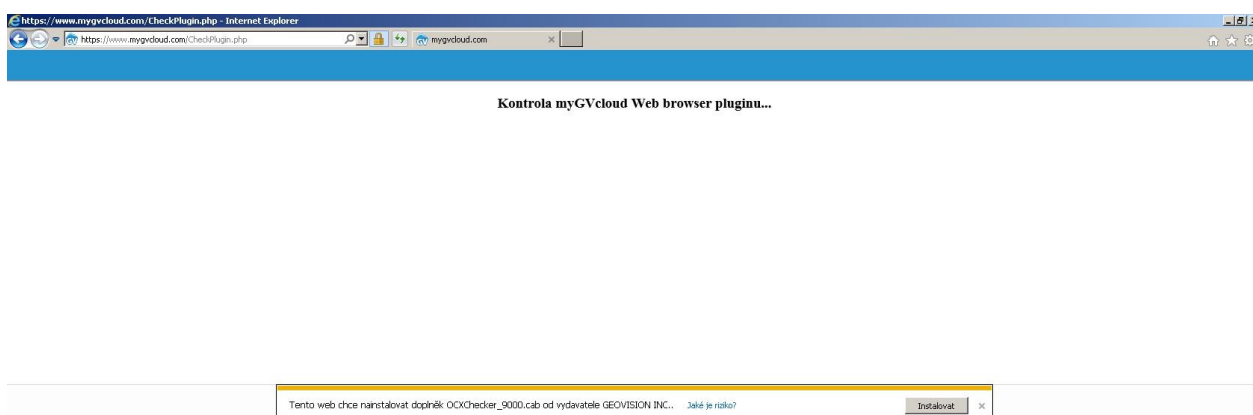 https://www.mygvcloud.com/CheckPlugin.php - Internet Explorer
https://www.mygvcloud.com/CheckPlugin.php
mygvcloud.com
Kontrola myGVcloud Web browser pluginu...
Tento web chce nainstalovat doplněk OCXChecker_9000.cab od vydavatele GEOVISION INC.. Jaké je riziko? Instalovat